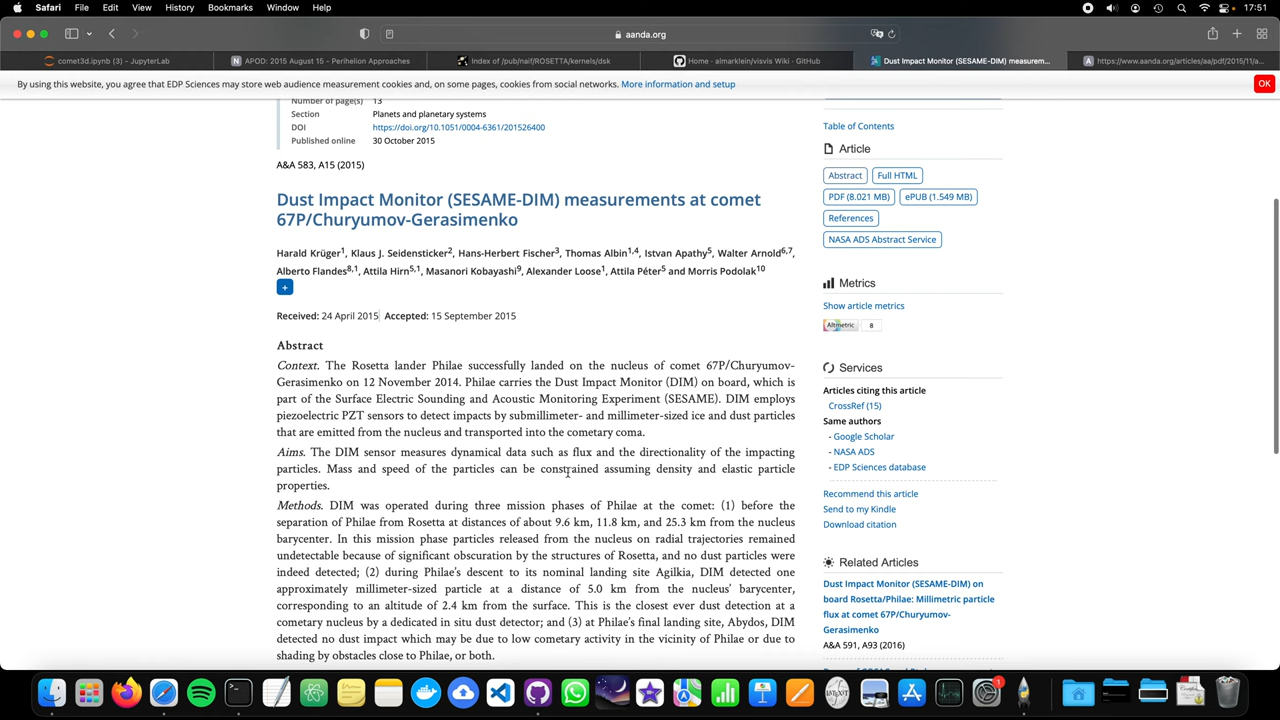 Safari File Edit View History Bookmarks Window Help 17:51
aanda.org
comet3d.ipynb (3) - JupyterLab
APOD: 2015 August 15 - Perihelion Approaches
Index of /pub/naif/ROSETTA/kernels/dsk
Home · almarklein/visvis Wiki · GitHub
Dust Impact Monitor (SESAME-DIM) measurem...
https://www.aanda.org/articles/aa/pdf/2015/11/a...
By using this website, you agree that EDP Sciences may store web audience measurement cookies and, on some pages, cookies from social networks. More information and setup OK
Number of page(s) 13
Section Planets and planetary systems
DOI https://doi.org/10.1051/0004-6361/201526400
Published online 30 October 2015
A&A 583, A15 (2015)
Dust Impact Monitor (SESAME-DIM) measurements at comet
67P/Churyumov-Gerasimenko
Harald Krüger1, Klaus J. Seidensticker2, Hans-Herbert Fischer3, Thomas Albin1,4, Istvan Apathy5, Walter Arnold6,7,
Alberto Flandes8,1, Attila Hirn5,1, Masanori Kobayashi9, Alexander Loose1, Attila Péter5 and Morris Podolak10
+
Received: 24 April 2015 Accepted: 15 September 2015
Abstract
Context. The Rosetta lander Philae successfully landed on the nucleus of comet 67P/Churyumov-
Gerasimenko on 12 November 2014. Philae carries the Dust Impact Monitor (DIM) on board, which is
part of the Surface Electric Sounding and Acoustic Monitoring Experiment (SESAME). DIM employs
piezoelectric PZT sensors to detect impacts by submillimeter- and millimeter-sized ice and dust particles
that are emitted from the nucleus and transported into the cometary coma.
Aims. The DIM sensor measures dynamical data such as flux and the directionality of the impacting
particles. Mass and speed of the particles can be constrained assuming density and elastic particle
properties.
Methods. DIM was operated during three mission phases of Philae at the comet: (1) before the
separation of Philae from Rosetta at distances of about 9.6 km, 11.8 km, and 25.3 km from the nucleus
barycenter. In this mission phase particles released from the nucleus on radial trajectories remained
undetectable because of significant obscuration by the structures of Rosetta, and no dust particles were
indeed detected; (2) during Philae's descent to its nominal landing site Agilkia, DIM detected one
approximately millimeter-sized particle at a distance of 5.0 km from the nucleus' barycenter,
corresponding to an altitude of 2.4 km from the surface. This is the closest ever dust detection at a
cometary nucleus by a dedicated in situ dust detector; and (3) at Philae's final landing site, Abydos, DIM
detected no dust impact which may be due to low cometary activity in the vicinity of Philae or due to
shading by obstacles close to Philae, or both.
Table of Contents
Article
Abstract Full HTML
PDF (8.021 MB) ePUB (1.549 MB)
References
NASA ADS Abstract Service
Metrics
Show article metrics
Altmetric 8
Services
Articles citing this article
CrossRef (15)
Same authors
- Google Scholar
- NASA ADS
- EDP Sciences database
Recommend this article
Send to my Kindle
Download citation
Related Articles
Dust Impact Monitor (SESAME-DIM) on
board Rosetta/Philae: Millimetric particle
flux at comet 67P/Churyumov-
Gerasimenko
A&A 591, A93 (2016)
1